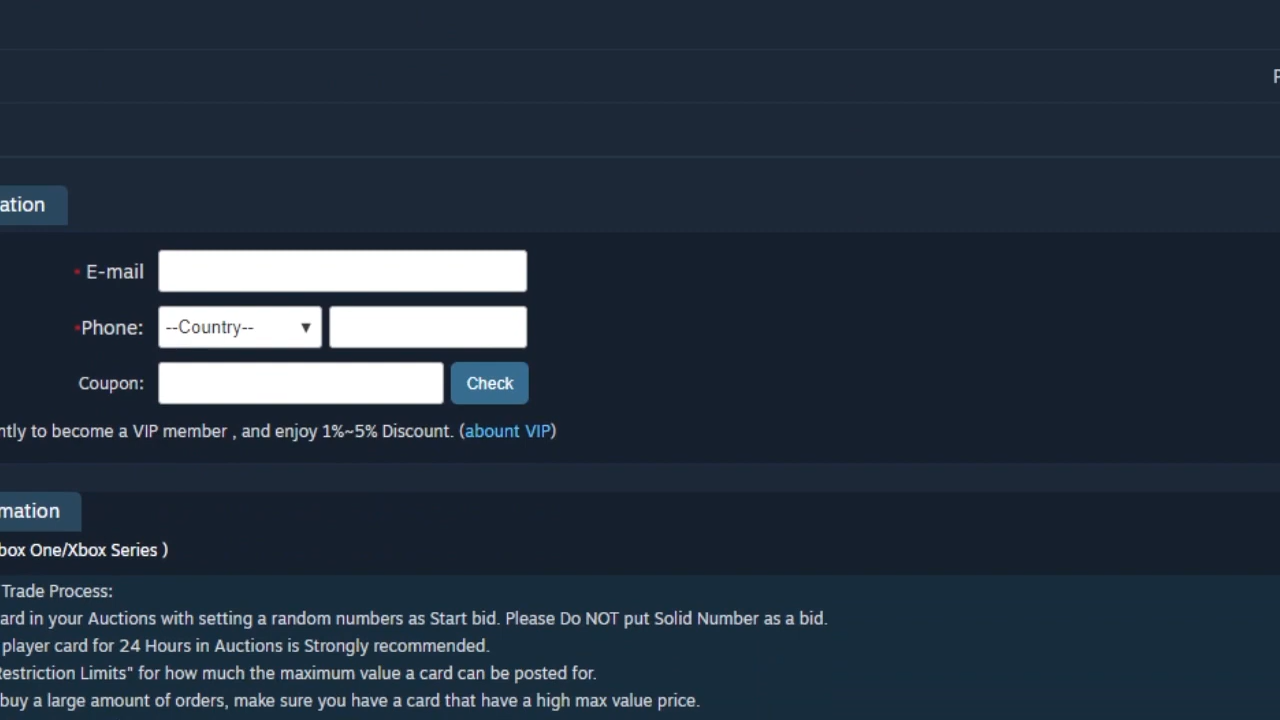 ation
* E-mail
*Phone: --Country-- ▼
Coupon: Check
ntly to become a VIP member , and enjoy 1%~5% Discount. (abount VIP)
mation
box One/Xbox Series )
Trade Process:
ard in your Auctions with setting a random numbers as Start bid. Please Do NOT put Solid Number as a bid.
player card for 24 Hours in Auctions is Strongly recommended.
Restriction Limits" for how much the maximum value a card can be posted for.
buy a large amount of orders, make sure you have a card that have a high max value price.